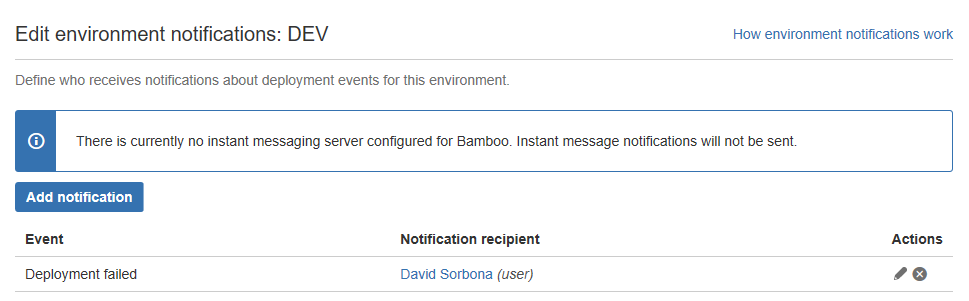 Edit environment notifications: DEV
How environment notifications work
Define who receives notifications about deployment events for this environment.
There is currently no instant messaging server configured for Bamboo. Instant message notifications will not be sent.
Add notification
Event Notification recipient Actions
Deployment failed David Sorbona (user)